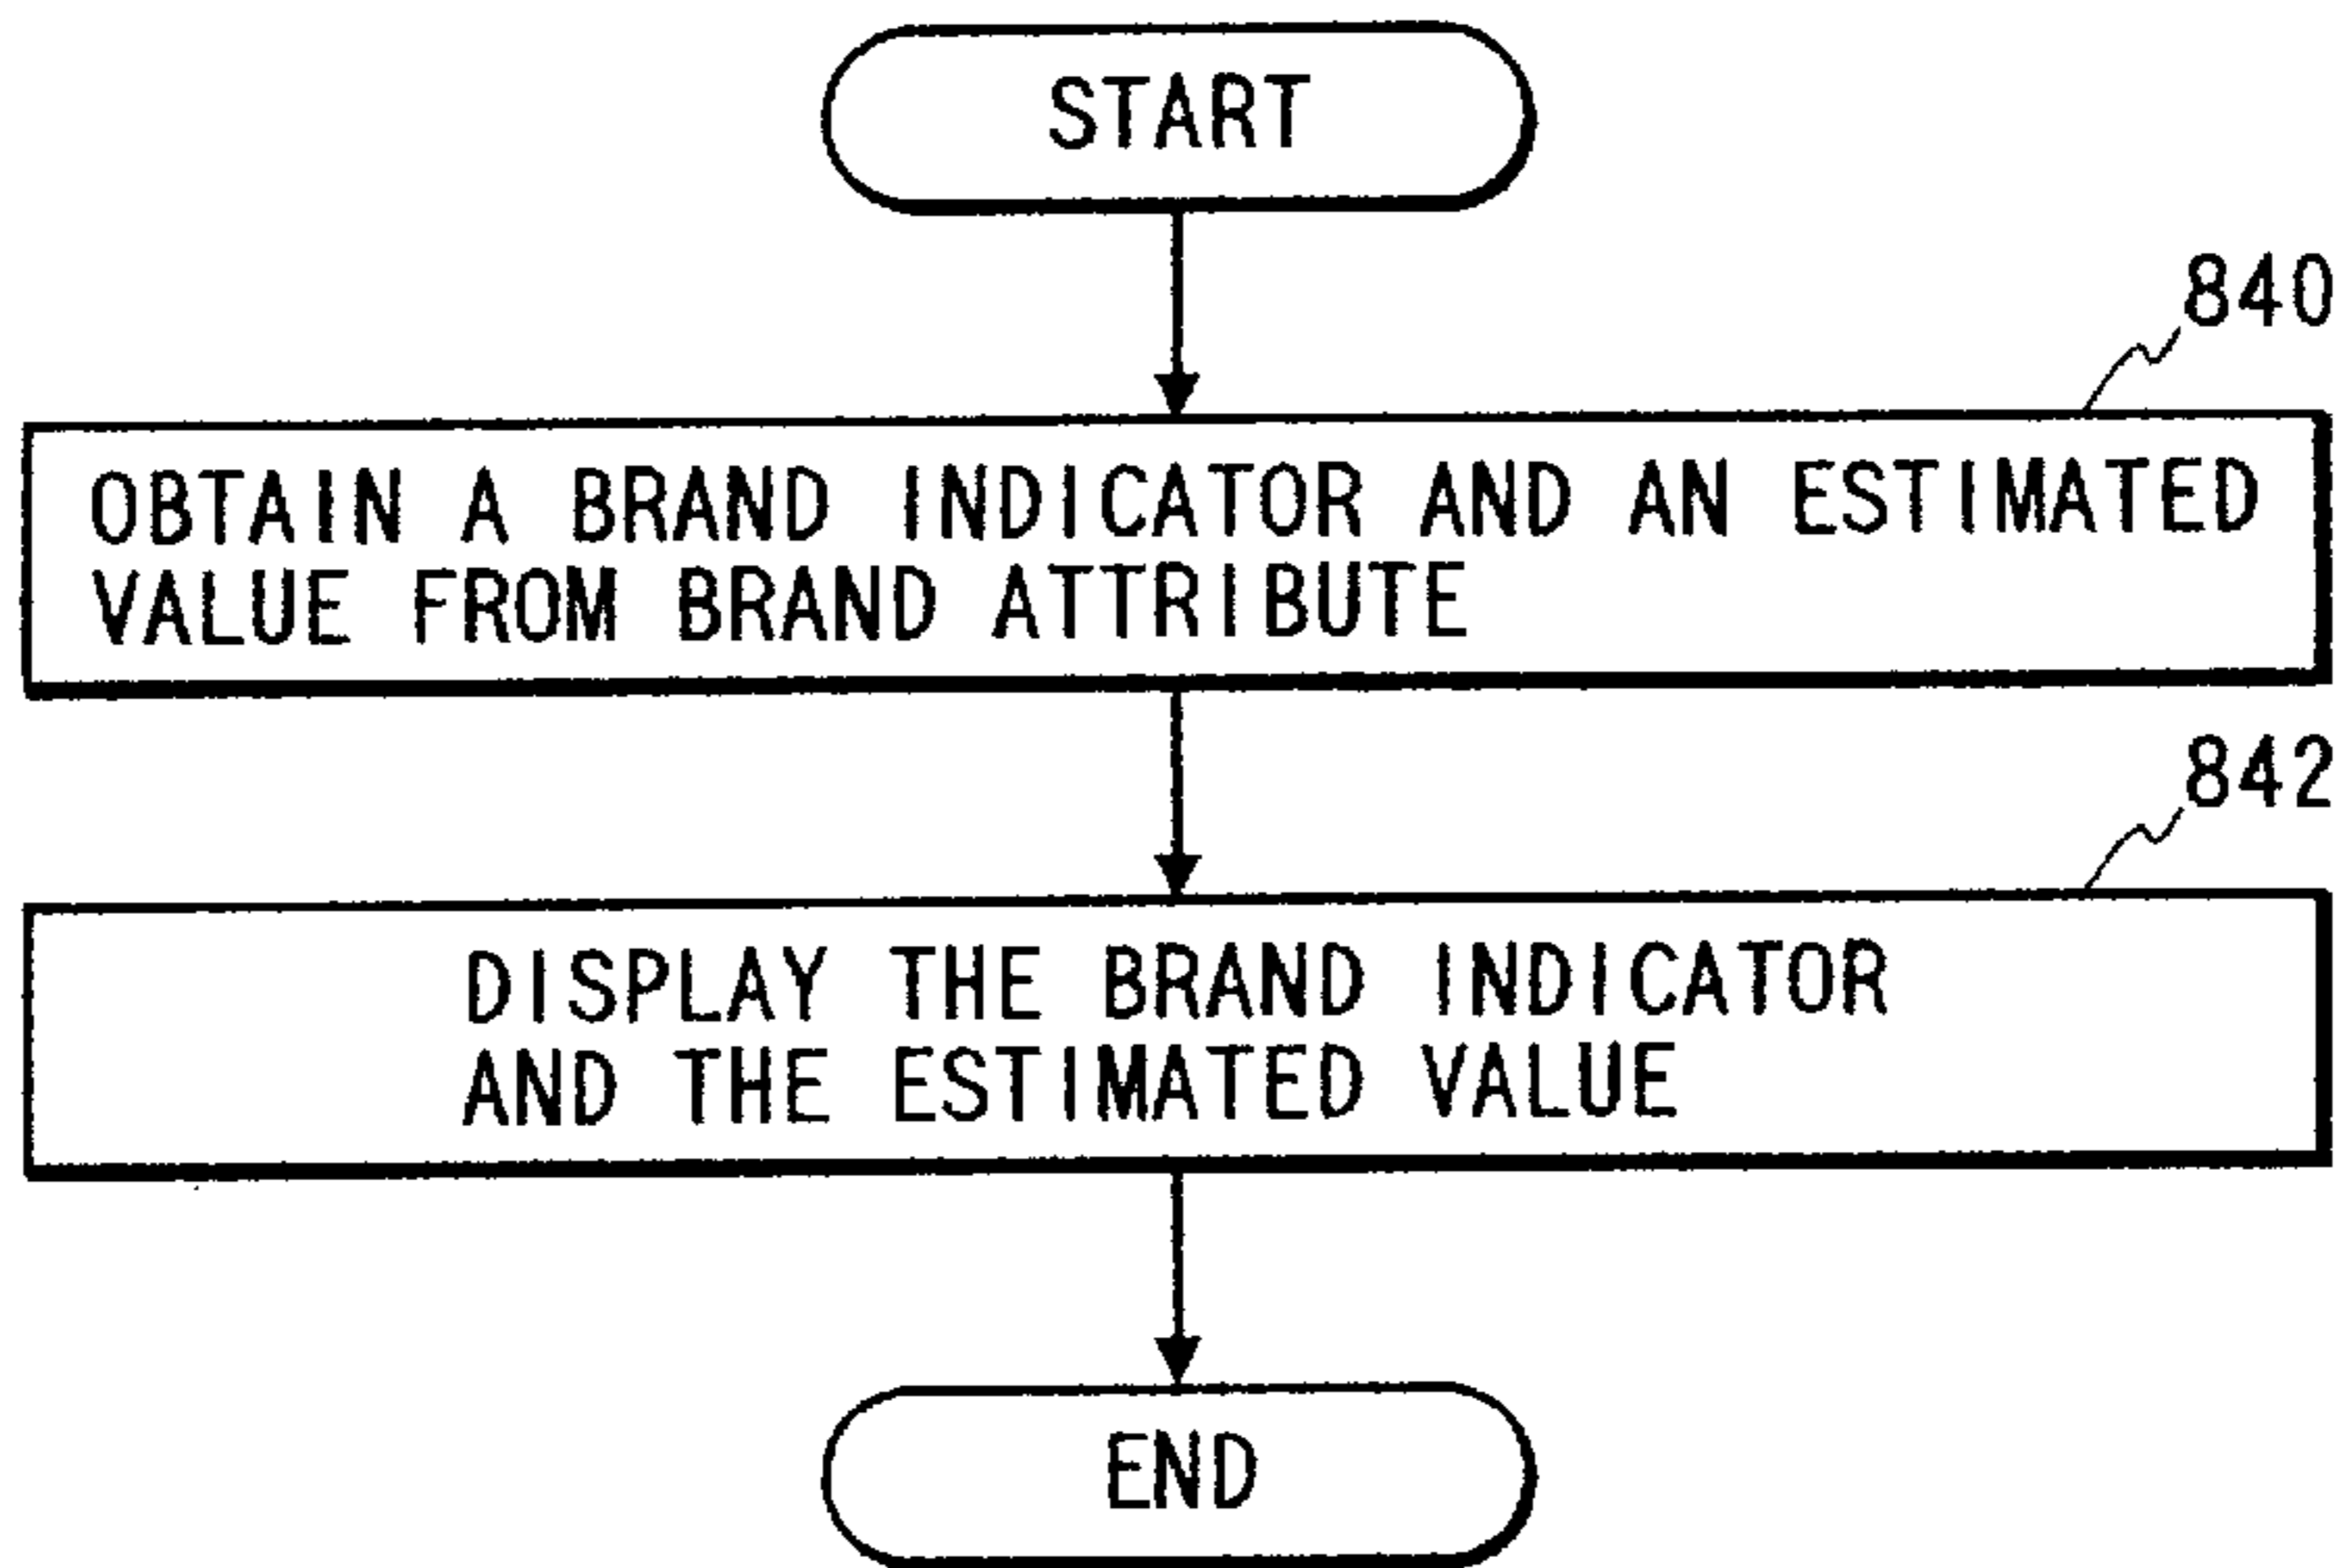 START
840
OBTAIN A BRAND INDICATOR AND AN ESTIMATED
VALUE FROM BRAND ATTRIBUTE
842
DISPLAY THE BRAND INDICATOR
AND THE ESTIMATED VALUE
END